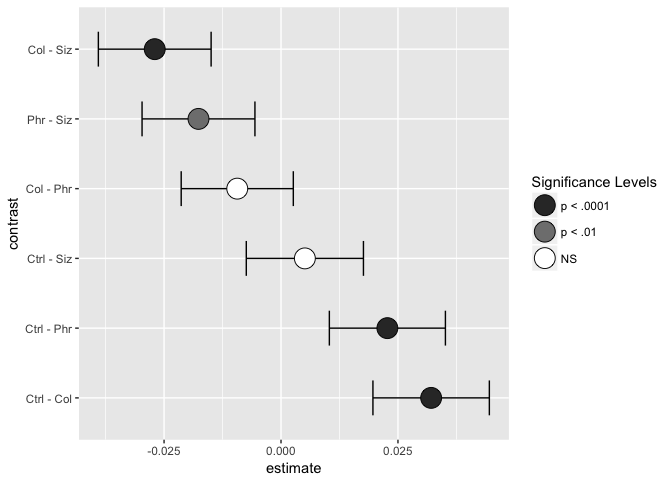 Col - Siz
Phr - Siz
Col - Phr
Ctrl - Siz
Ctrl - Phr
Ctrl - Col
contrast
-0.025
0.000
0.025
estimate
Significance Levels
p < .0001
p < .01
NS